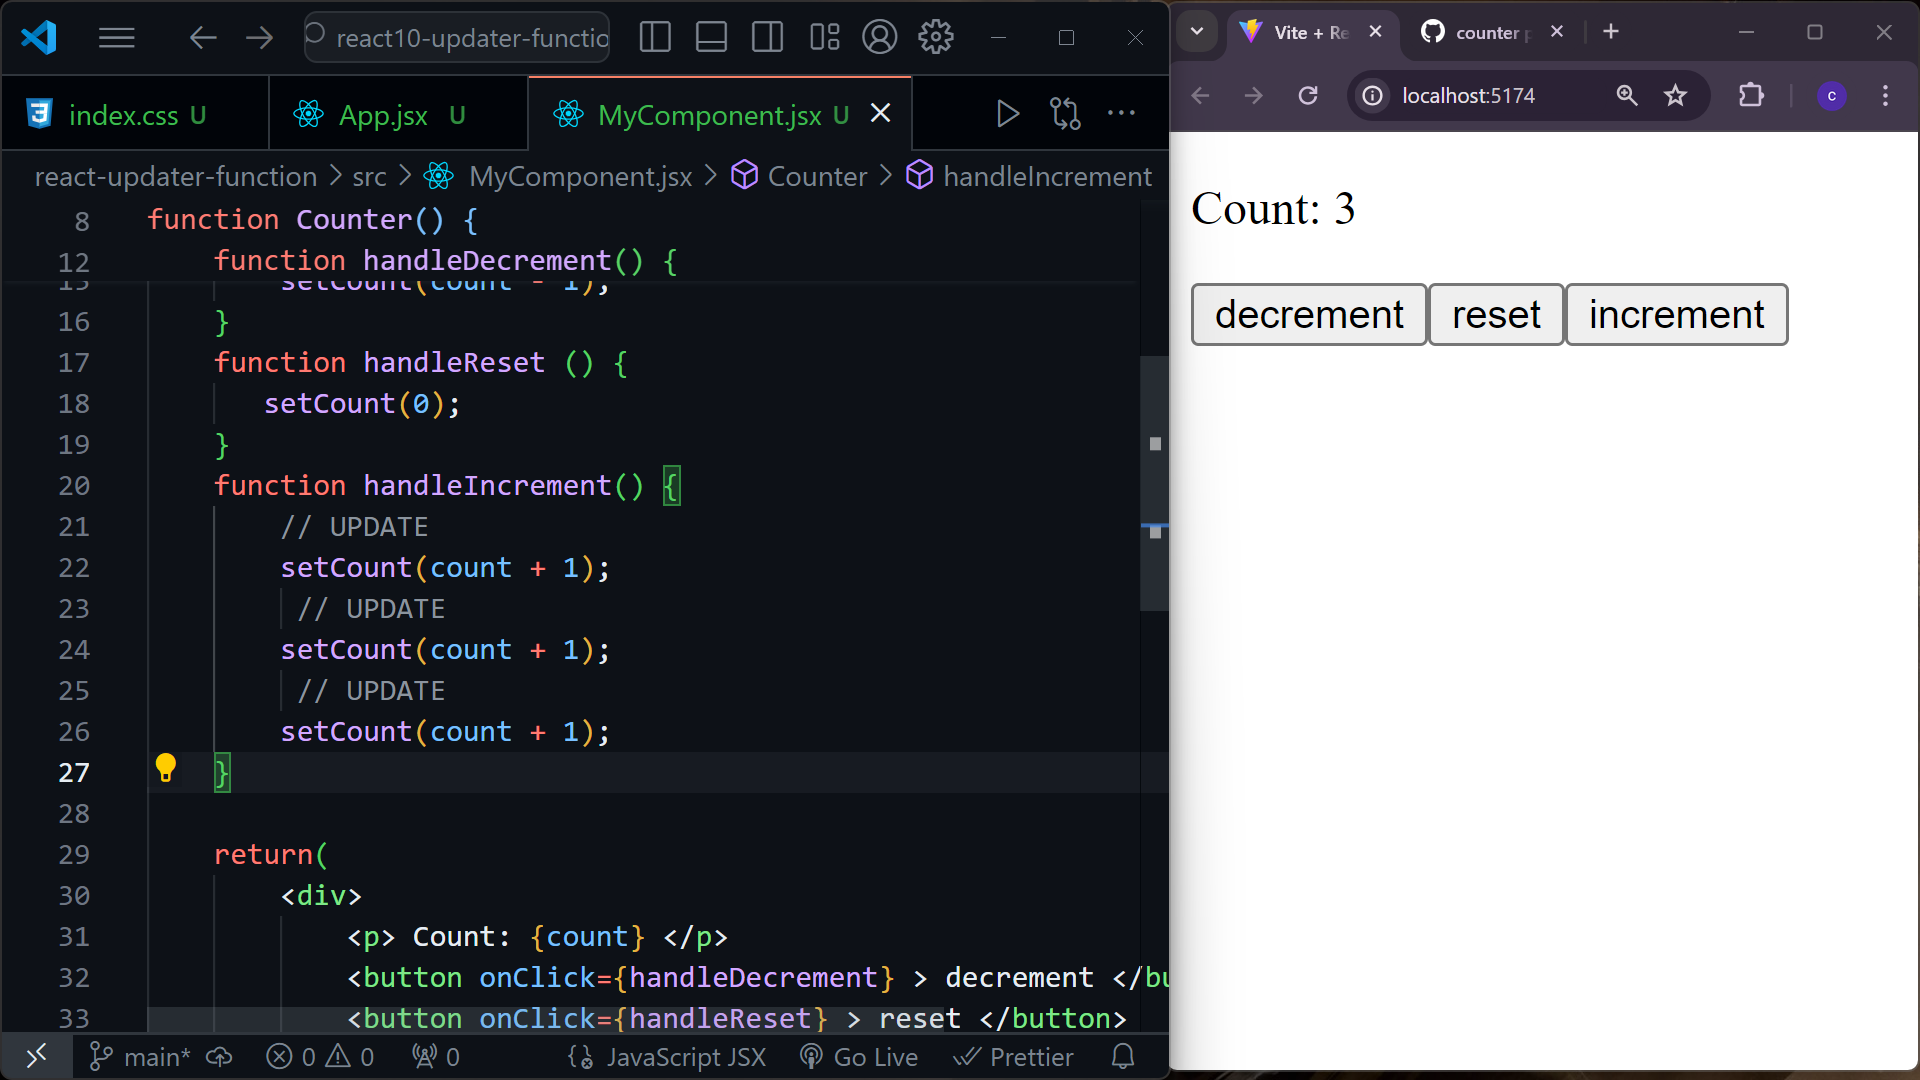 react10-updater-functio
index.css U
App.jsx U
MyComponent.jsx U
react-updater-function > src > MyComponent.jsx > Counter > handleIncrement
8 function Counter() {
12 function handleDecrement() {
15 setCount(count - 1);
16 }
17 function handleReset () {
18 setCount(0);
19 }
20 function handleIncrement() {
21 // UPDATE
22 setCount(count + 1);
23 // UPDATE
24 setCount(count + 1);
25 // UPDATE
26 setCount(count + 1);
27 }
28
29 return(
30 <div>
31 <p> Count: {count} </p>
32 <button onClick={handleDecrement} > decrement </bu
33 <button onClick={handleReset} > reset </button>
main* 0 0 0 JavaScript JSX Go Live Prettier
Vite + Re
counter p
localhost:5174
c
Count: 3
decrement
reset
increment